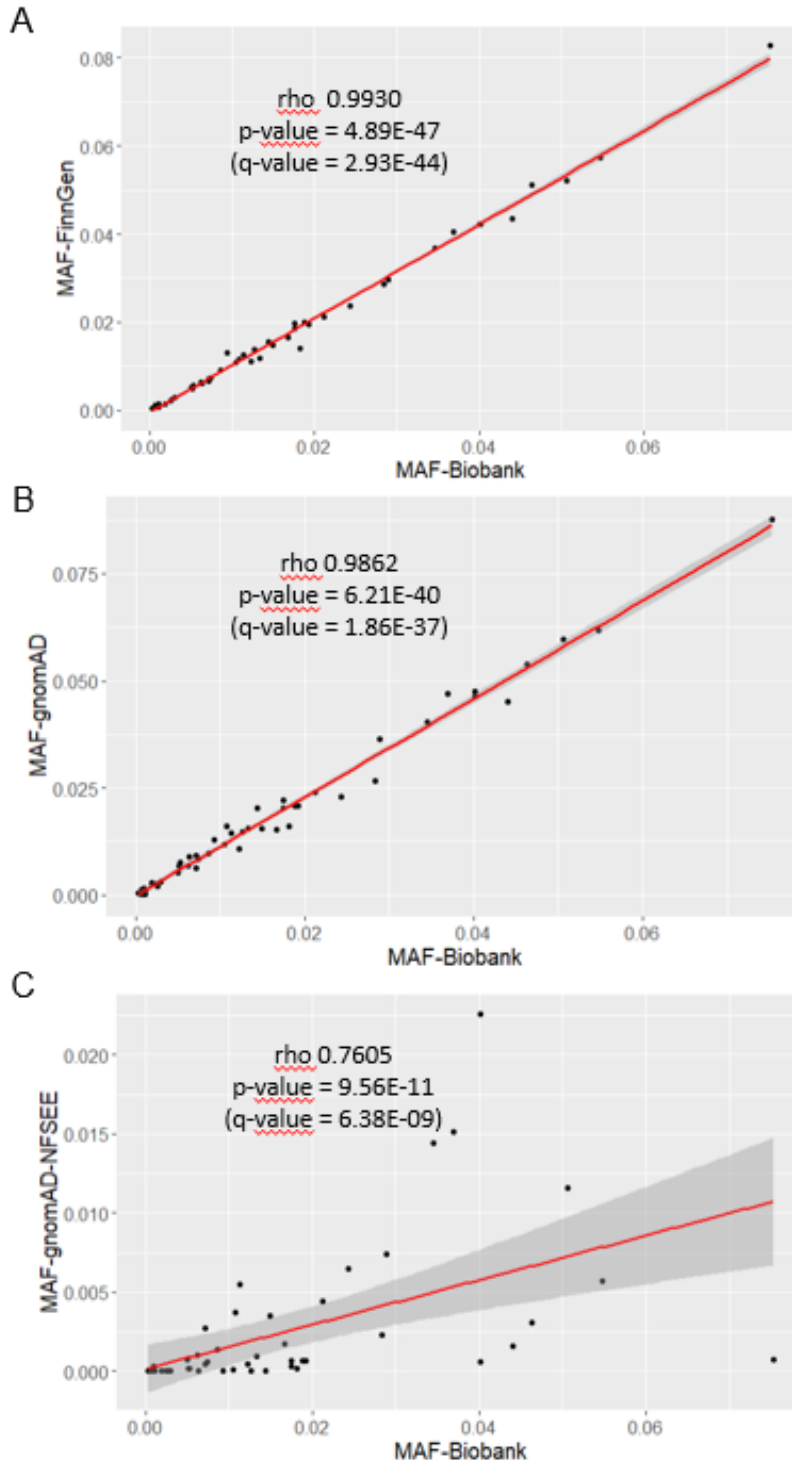 A
0.08
0.06
0.04
0.02
0.00
MAF-FinnGen
rho 0.9930
p-value = 4.89E-47
(q-value = 2.93E-44)
0.00 0.02 0.04 0.06
MAF-Biobank
B
0.075
0.050
0.025
0.000
MAF-gnomAD
rho 0.9862
p-value = 6.21E-40
(q-value = 1.86E-37)
0.00 0.02 0.04 0.06
MAF-Biobank
C
0.020
0.015
0.010
0.005
0.000
MAF-gnomAD-NFSEE
rho 0.7605
p-value = 9.56E-11
(q-value = 6.38E-09)
0.00 0.02 0.04 0.06
MAF-Biobank